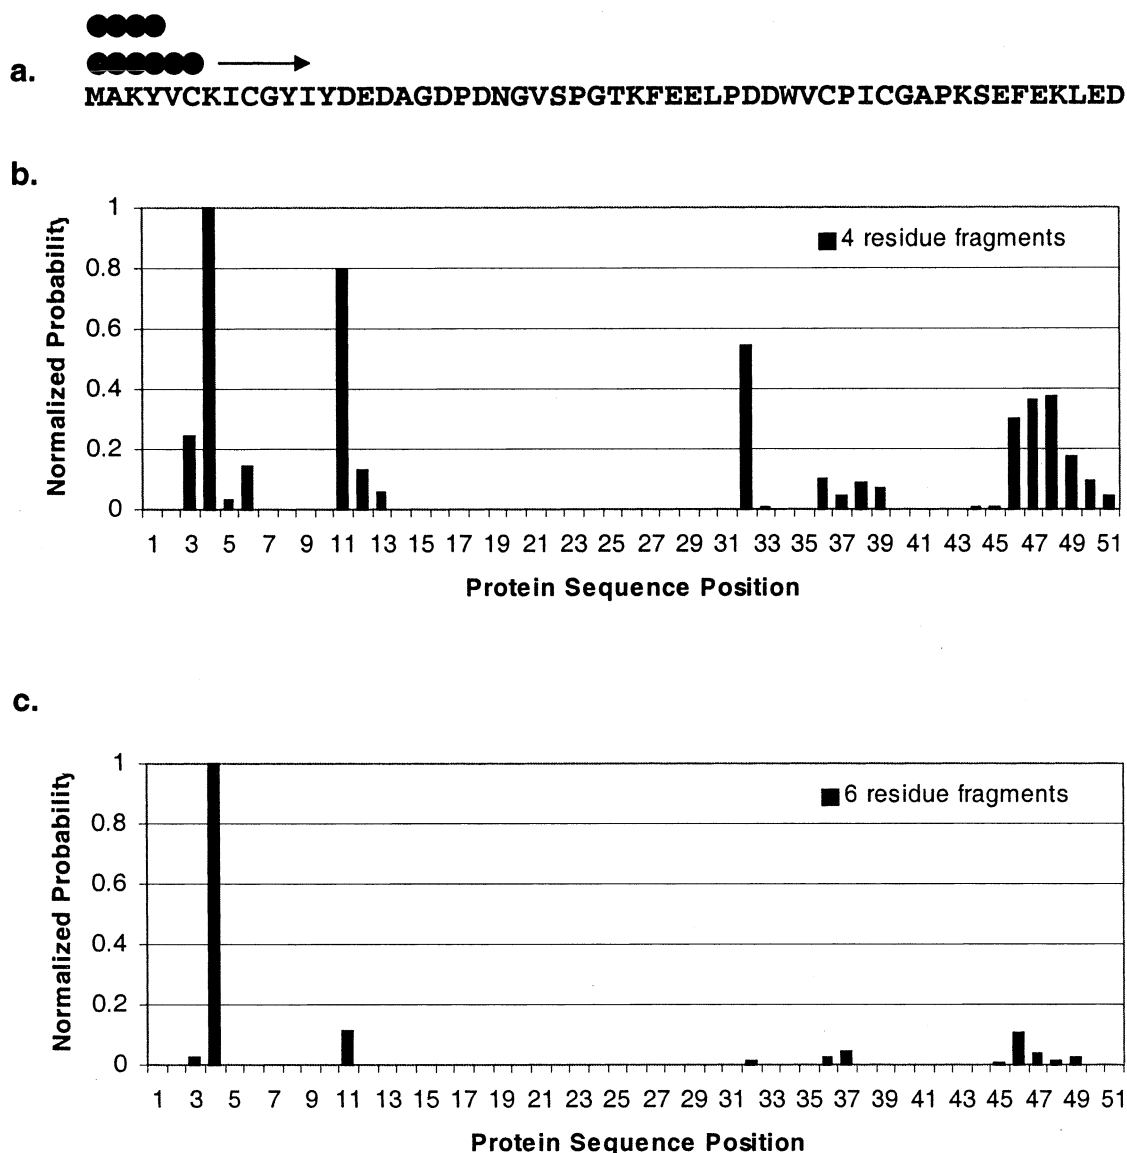 a.
MAKYVCKICGYIYDEDAGDPDNGVSPGTKFEELPDDWVCPICGAPKSEFEKLED
b.
Normalized Probability
1
0.8
0.6
0.4
0.2
0
4 residue fragments
1 3 5 7 9 11 13 15 17 19 21 23 25 27 29 31 33 35 37 39 41 43 45 47 49 51
Protein Sequence Position
c.
Normalized Probability
1
0.8
0.6
0.4
0.2
0
6 residue fragments
1 3 5 7 9 11 13 15 17 19 21 23 25 27 29 31 33 35 37 39 41 43 45 47 49 51
Protein Sequence Position